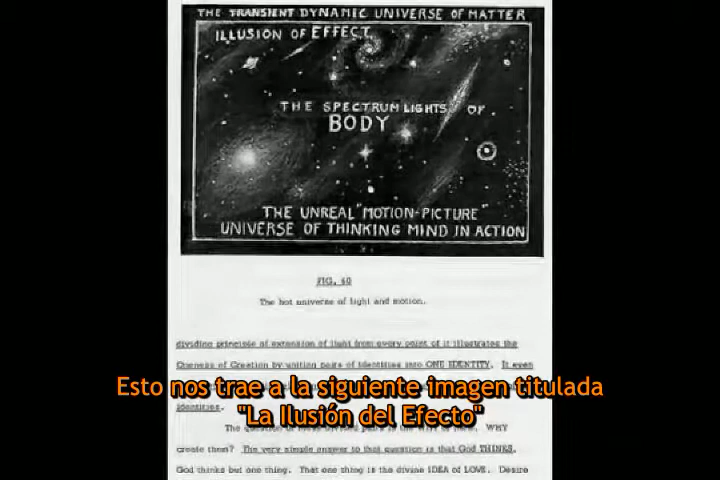 THE TRANSIENT DYNAMIC UNIVERSE OF MATTER
ILLUSION OF EFFECT
THE SPECTRUM LIGHTS OF
BODY
THE UNREAL "MOTION-PICTURE"
UNIVERSE OF THINKING MIND IN ACTION
FIG. 60
The hot universe of light and motion.
dividing principle of extension of light from every point of it illustrates the
Oneness of Creation by uniting pairs of identities into ONE IDENTITY. It even
Esto nos trae a la siguiente imagen titulada
"La Ilusión del Efecto"
identities.
The question of WHY
create them? The very simple answer to that question is that God THINKS.
God thinks but one thing. That one thing is the divine IDEA of LOVE. Desire